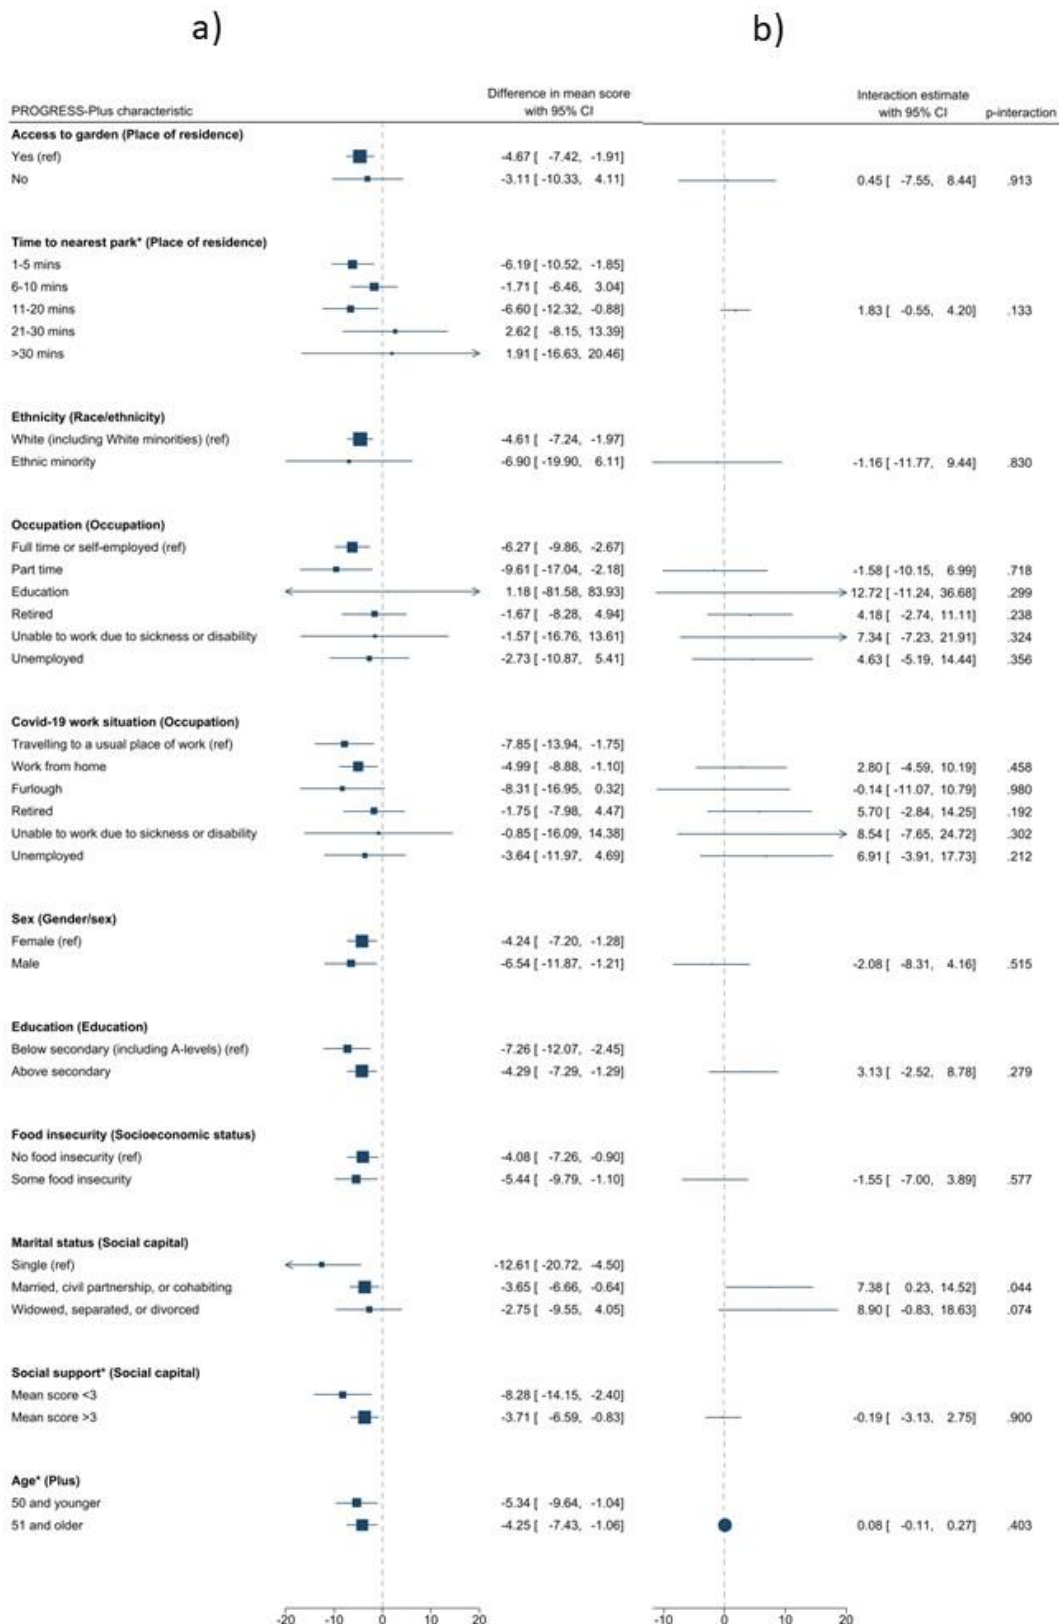 a) b)
Difference in mean score Interaction estimate
PROGRESS-Plus characteristic with 95% CI with 95% CI p-interaction
Access to garden (Place of residence)
Yes (ref) -4.67 [ -7.42, -1.91]
No -3.11 [ -10.33, 4.11] 0.45 [ -7.55, 8.44] .913
Time to nearest park* (Place of residence)
1-5 mins -6.19 [ -10.52, -1.85]
6-10 mins -1.71 [ -6.46, 3.04]
11-20 mins -6.60 [ -12.32, -0.88] 1.83 [ -0.55, 4.20] .133
21-30 mins 2.62 [ -8.15, 13.39]
>30 mins 1.91 [ -16.63, 20.46]
Ethnicity (Race/ethnicity)
White (including White minorities) (ref) -4.61 [ -7.24, -1.97]
Ethnic minority -6.90 [ -19.90, 6.11] -1.16 [ -11.77, 9.44] .830
Occupation (Occupation)
Full time or self-employed (ref) -6.27 [ -9.86, -2.67]
Part time -9.61 [ -17.04, -2.18] -1.58 [ -10.15, 6.99] .718
Education 1.18 [ -81.58, 83.93] 12.72 [ -11.24, 36.68] .299
Retired -1.67 [ -8.28, 4.94] 4.18 [ -2.74, 11.11] .238
Unable to work due to sickness or disability -1.57 [ -16.76, 13.61] 7.34 [ -7.23, 21.91] .324
Unemployed -2.73 [ -10.87, 5.41] 4.63 [ -5.19, 14.44] .356
Covid-19 work situation (Occupation)
Travelling to a usual place of work (ref) -7.85 [ -13.94, -1.75]
Work from home -4.99 [ -8.88, -1.10] 2.80 [ -4.59, 10.19] .458
Furlough -8.31 [ -16.95, 0.32] -0.14 [ -11.07, 10.79] .980
Retired -1.75 [ -7.98, 4.47] 5.70 [ -2.84, 14.25] .192
Unable to work due to sickness or disability -0.85 [ -16.09, 14.38] 8.54 [ -7.65, 24.72] .302
Unemployed -3.64 [ -11.97, 4.69] 6.91 [ -3.91, 17.73] .212
Sex (Gender/sex)
Female (ref) -4.24 [ -7.20, -1.28]
Male -6.54 [ -11.87, -1.21] -2.08 [ -8.31, 4.16] .515
Education (Education)
Below secondary (including A-levels) (ref) -7.26 [ -12.07, -2.45]
Above secondary -4.29 [ -7.29, -1.29] 3.13 [ -2.52, 8.78] .279
Food insecurity (Socioeconomic status)
No food insecurity (ref) -4.08 [ -7.26, -0.90]
Some food insecurity -5.44 [ -9.79, -1.10] -1.55 [ -7.00, 3.89] .577
Marital status (Social capital)
Single (ref) -12.61 [ -20.72, -4.50]
Married, civil partnership, or cohabiting -3.65 [ -6.66, -0.64] 7.38 [ 0.23, 14.52] .044
Widowed, separated, or divorced -2.75 [ -9.55, 4.05] 8.90 [ -0.83, 18.63] .074
Social support* (Social capital)
Mean score <3 -8.28 [ -14.15, -2.40]
Mean score >3 -3.71 [ -6.59, -0.83] -0.19 [ -3.13, 2.75] .900
Age* (Plus)
50 and younger -5.34 [ -9.64, -1.04]
51 and older -4.25 [ -7.43, -1.06] 0.08 [ -0.11, 0.27] .403
-20 -10 0 10 20 -10 0 10 20